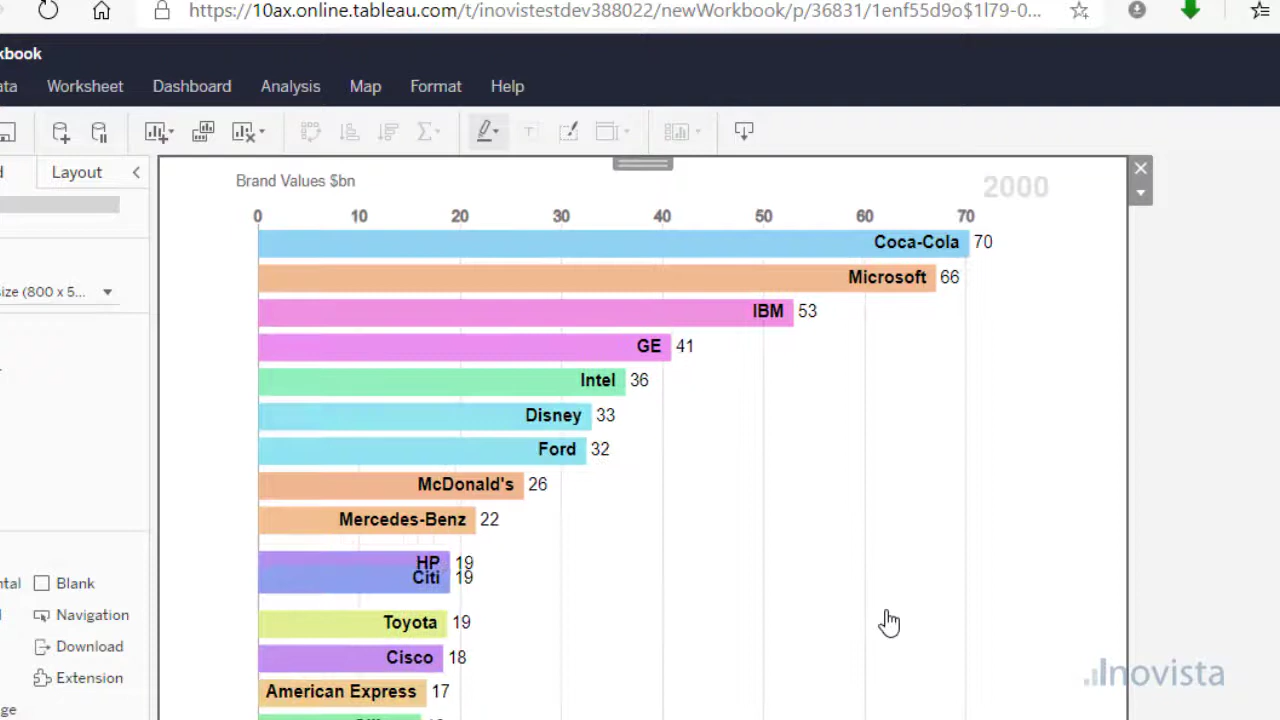 https://10ax.online.tableau.com/t/inovistestdev388022/newWorkbook/p/36831/1enf55d9o$1l79-0...
kbook
ata Worksheet Dashboard Analysis Map Format Help
d Layout
Brand Values $bn 2000
0 10 20 30 40 50 60 70
Coca-Cola 70
Microsoft 66
IBM 53
GE 41
size (800 x 5...
Intel 36
Disney 33
Ford 32
McDonald's 26
Mercedes-Benz 22
HP 19
Citi 19
ntal Blank
Navigation
Download
Extension
ge
Toyota 19
Cisco 18
American Express 17
Inovista